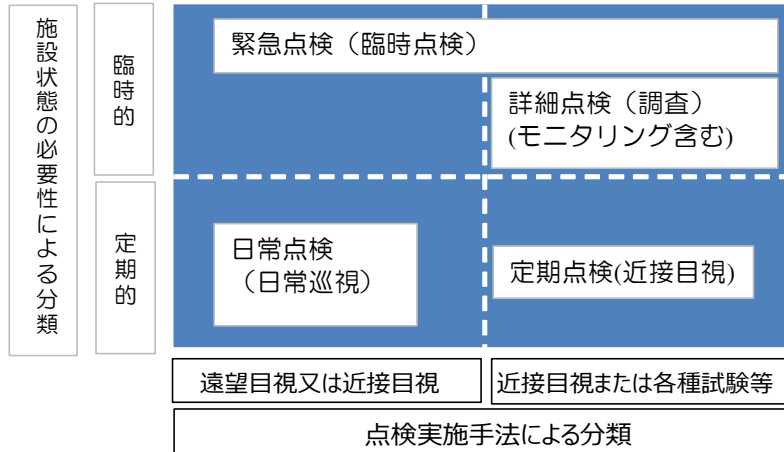 施設状態の必要性による分類
臨時的
定期的
緊急点検（臨時点検）
詳細点検（調査）
(モニタリング含む)
日常点検
（日常巡視）
定期点検(近接目視)
遠望目視又は近接目視
近接目視または各種試験等
点検実施手法による分類